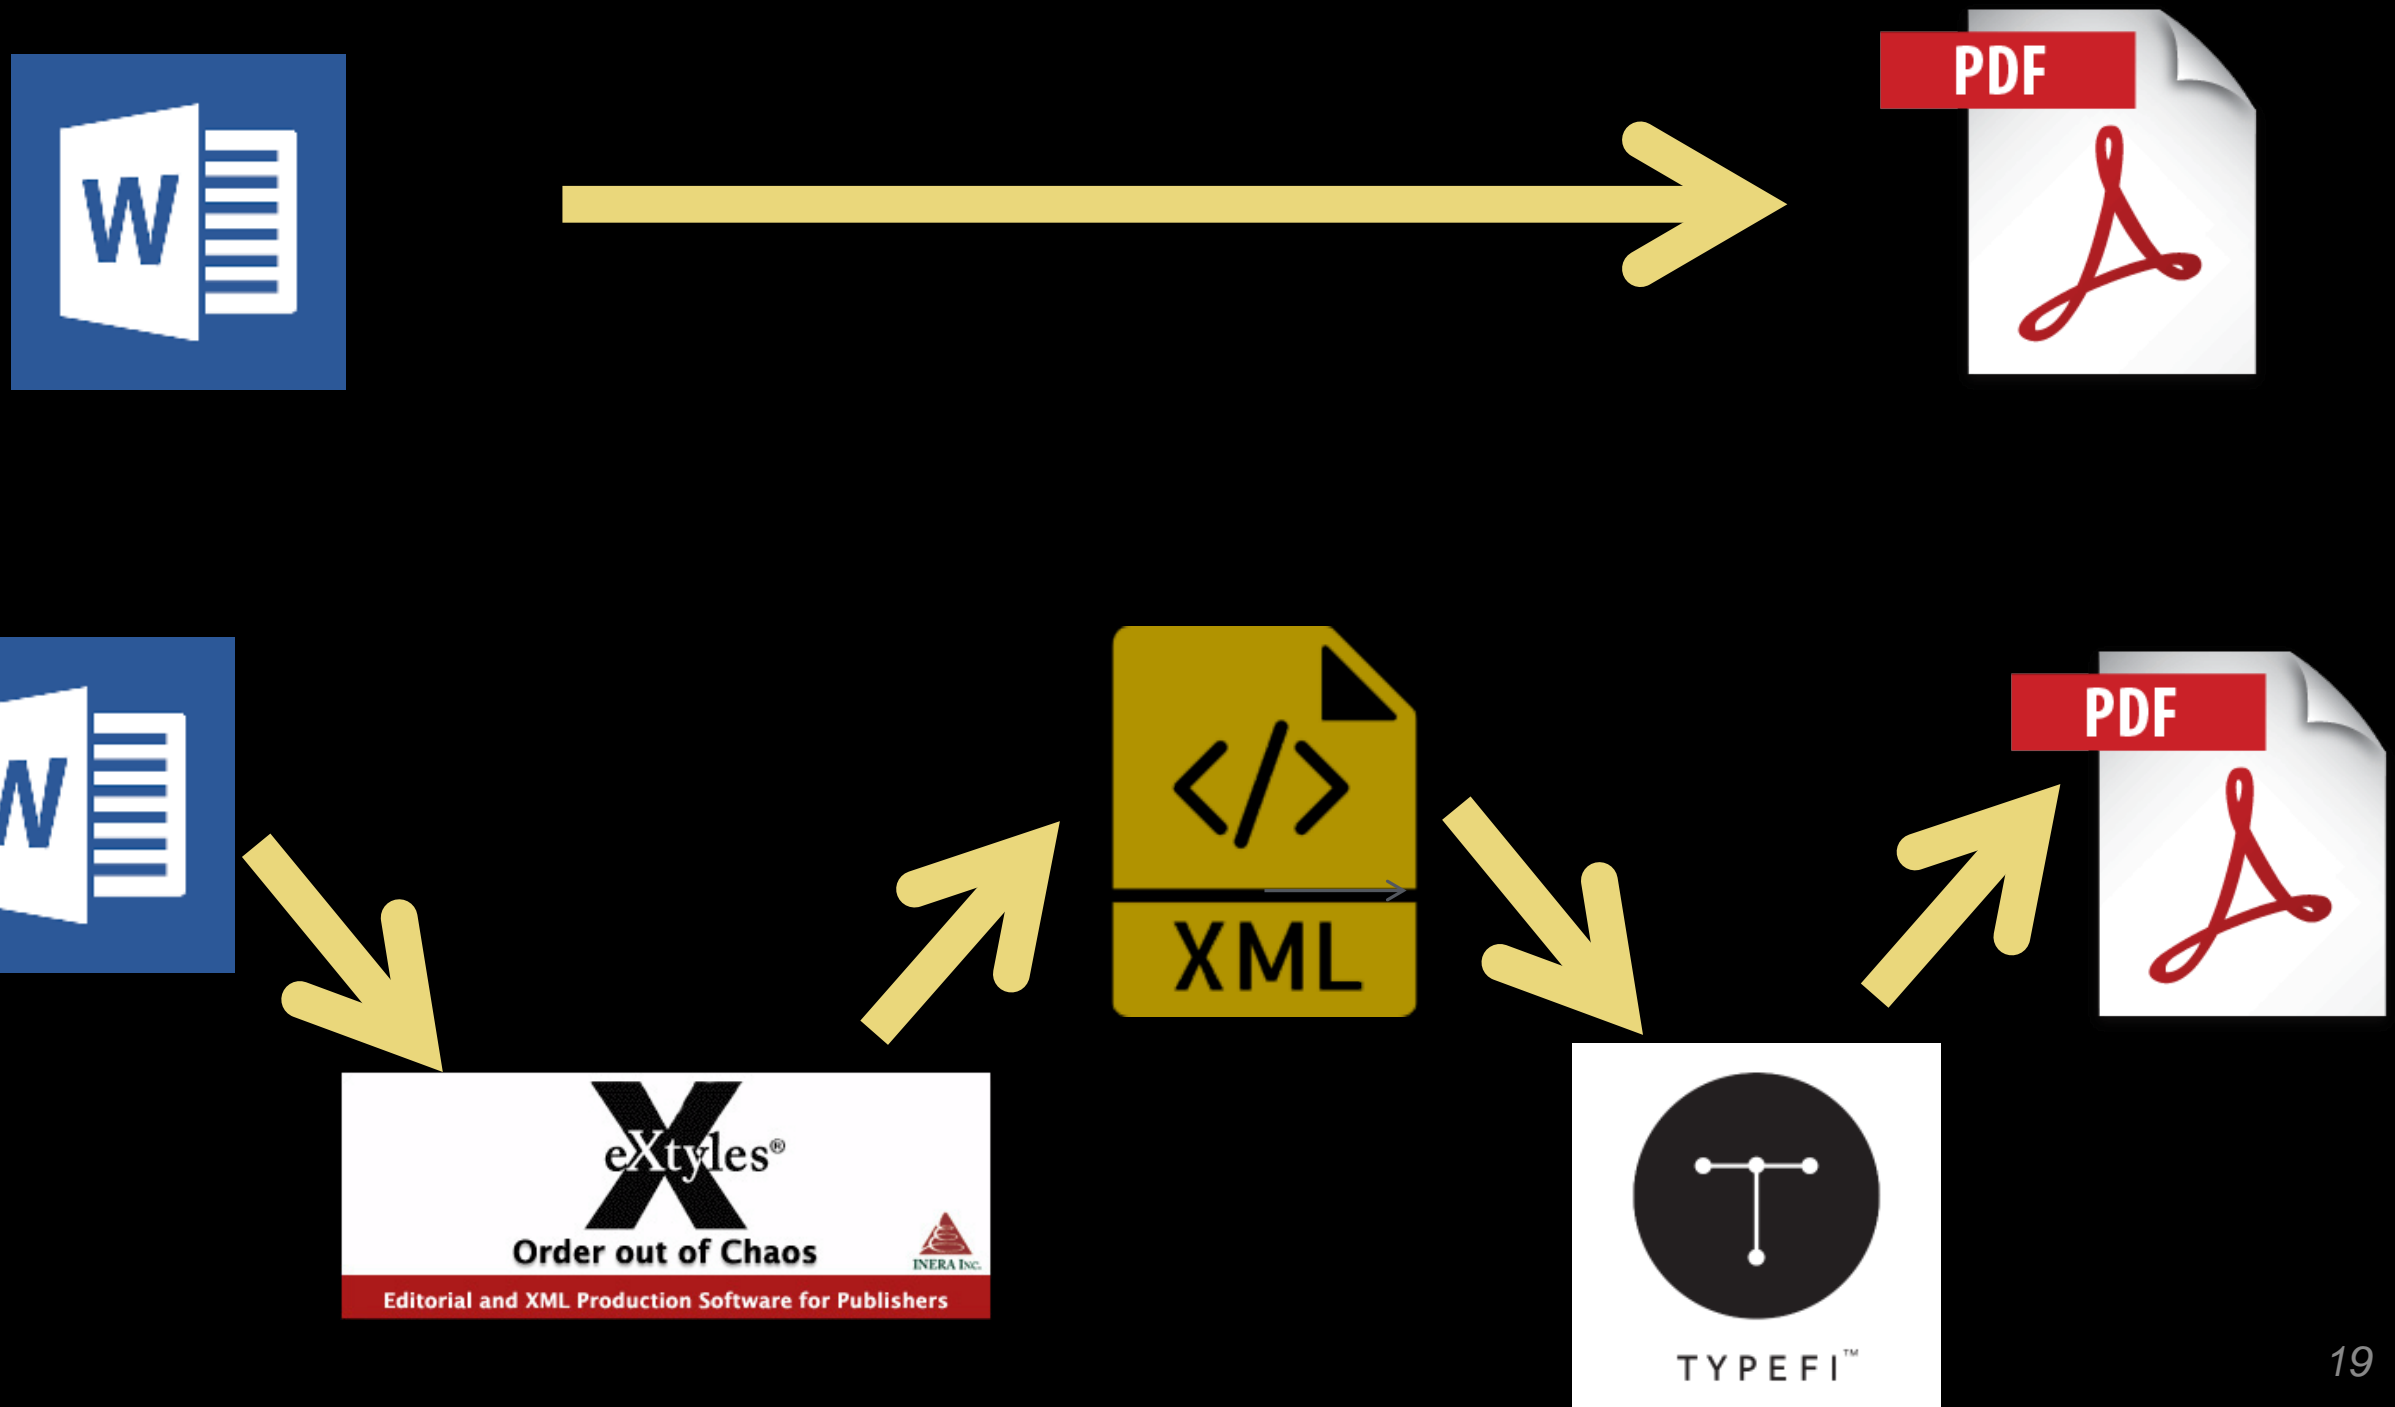 W
PDF
W
</>
XML
PDF
eXtyles®
Order out of Chaos
INERA INC.
Editorial and XML Production Software for Publishers
TYPEFI™
19